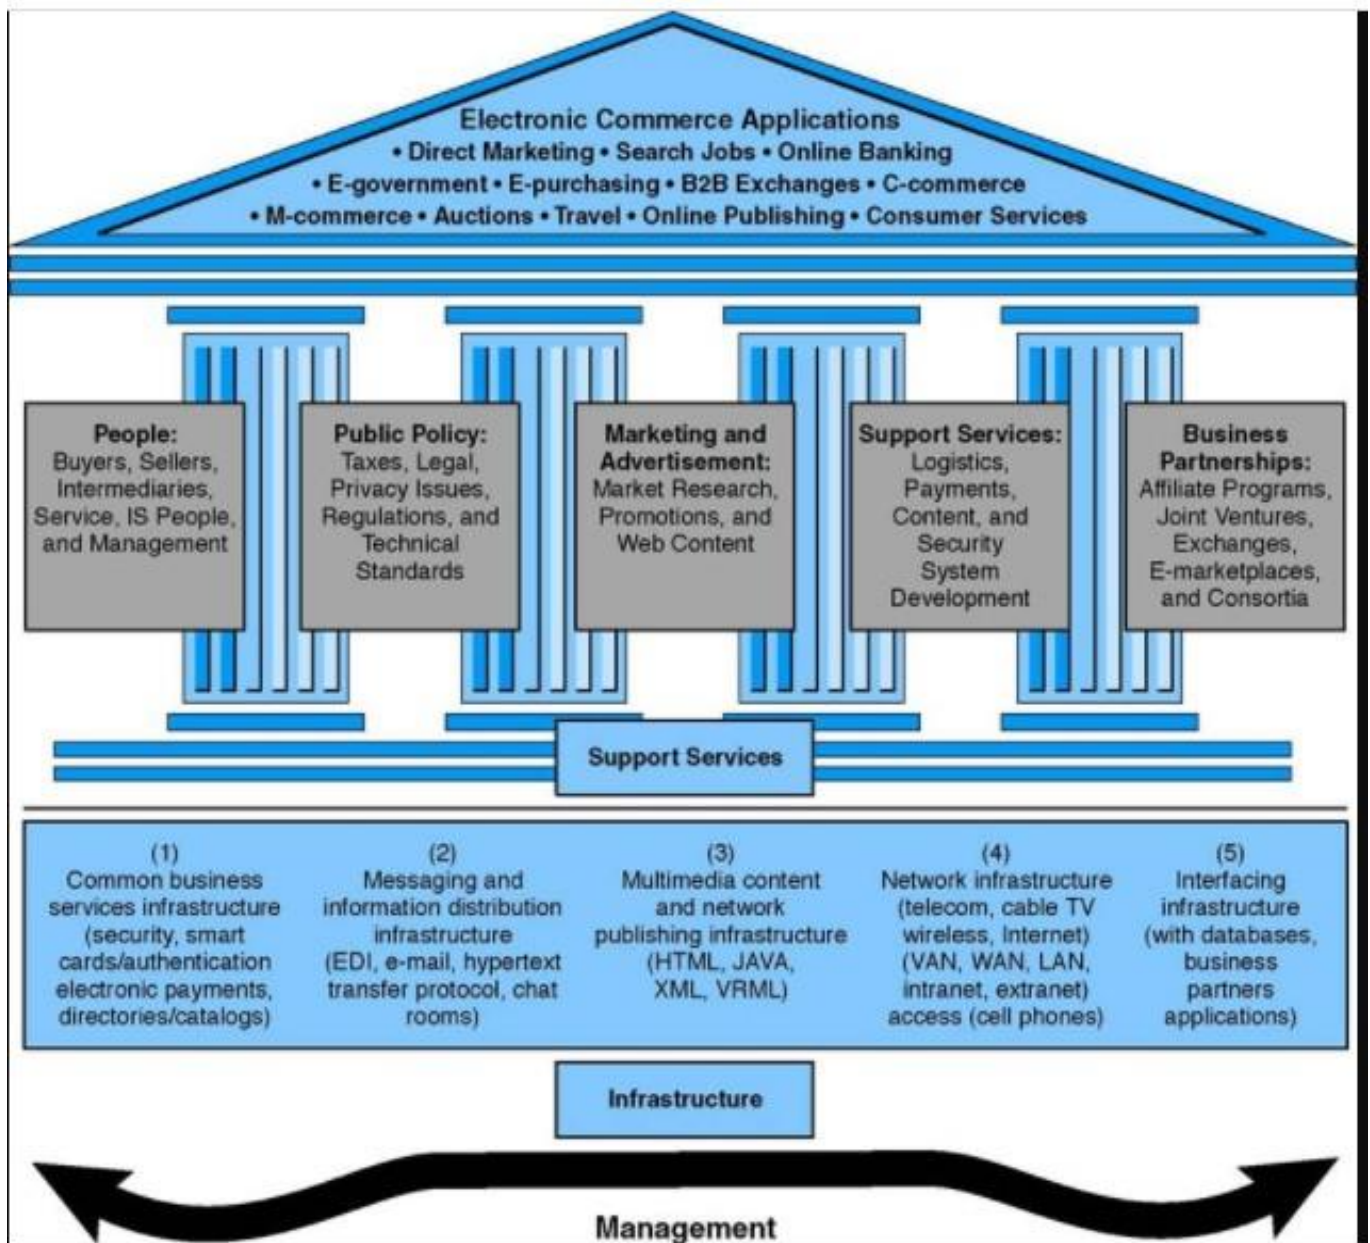 Electronic Commerce Applications
• Direct Marketing • Search Jobs • Online Banking
• E-government • E-purchasing • B2B Exchanges • C-commerce
• M-commerce • Auctions • Travel • Online Publishing • Consumer Services
People:
Buyers, Sellers,
Intermediaries,
Service, IS People,
and Management
Public Policy:
Taxes, Legal,
Privacy Issues,
Regulations, and
Technical
Standards
Marketing and
Advertisement:
Market Research,
Promotions, and
Web Content
Support Services:
Logistics,
Payments,
Content, and
Security
System
Development
Business
Partnerships:
Affiliate Programs,
Joint Ventures,
Exchanges,
E-marketplaces,
and Consortia
Support Services
(1)
Common business
services infrastructure
(security, smart
cards/authentication
electronic payments,
directories/catalogs)
(2)
Messaging and
information distribution
infrastructure
(EDI, e-mail, hypertext
transfer protocol, chat
rooms)
(3)
Multimedia content
and network
publishing infrastructure
(HTML, JAVA,
XML, VRML)
(4)
Network infrastructure
(telecom, cable TV
wireless, Internet)
(VAN, WAN, LAN,
intranet, extranet)
access (cell phones)
(5)
Interfacing
infrastructure
(with databases,
business
partners
applications)
Infrastructure
Management